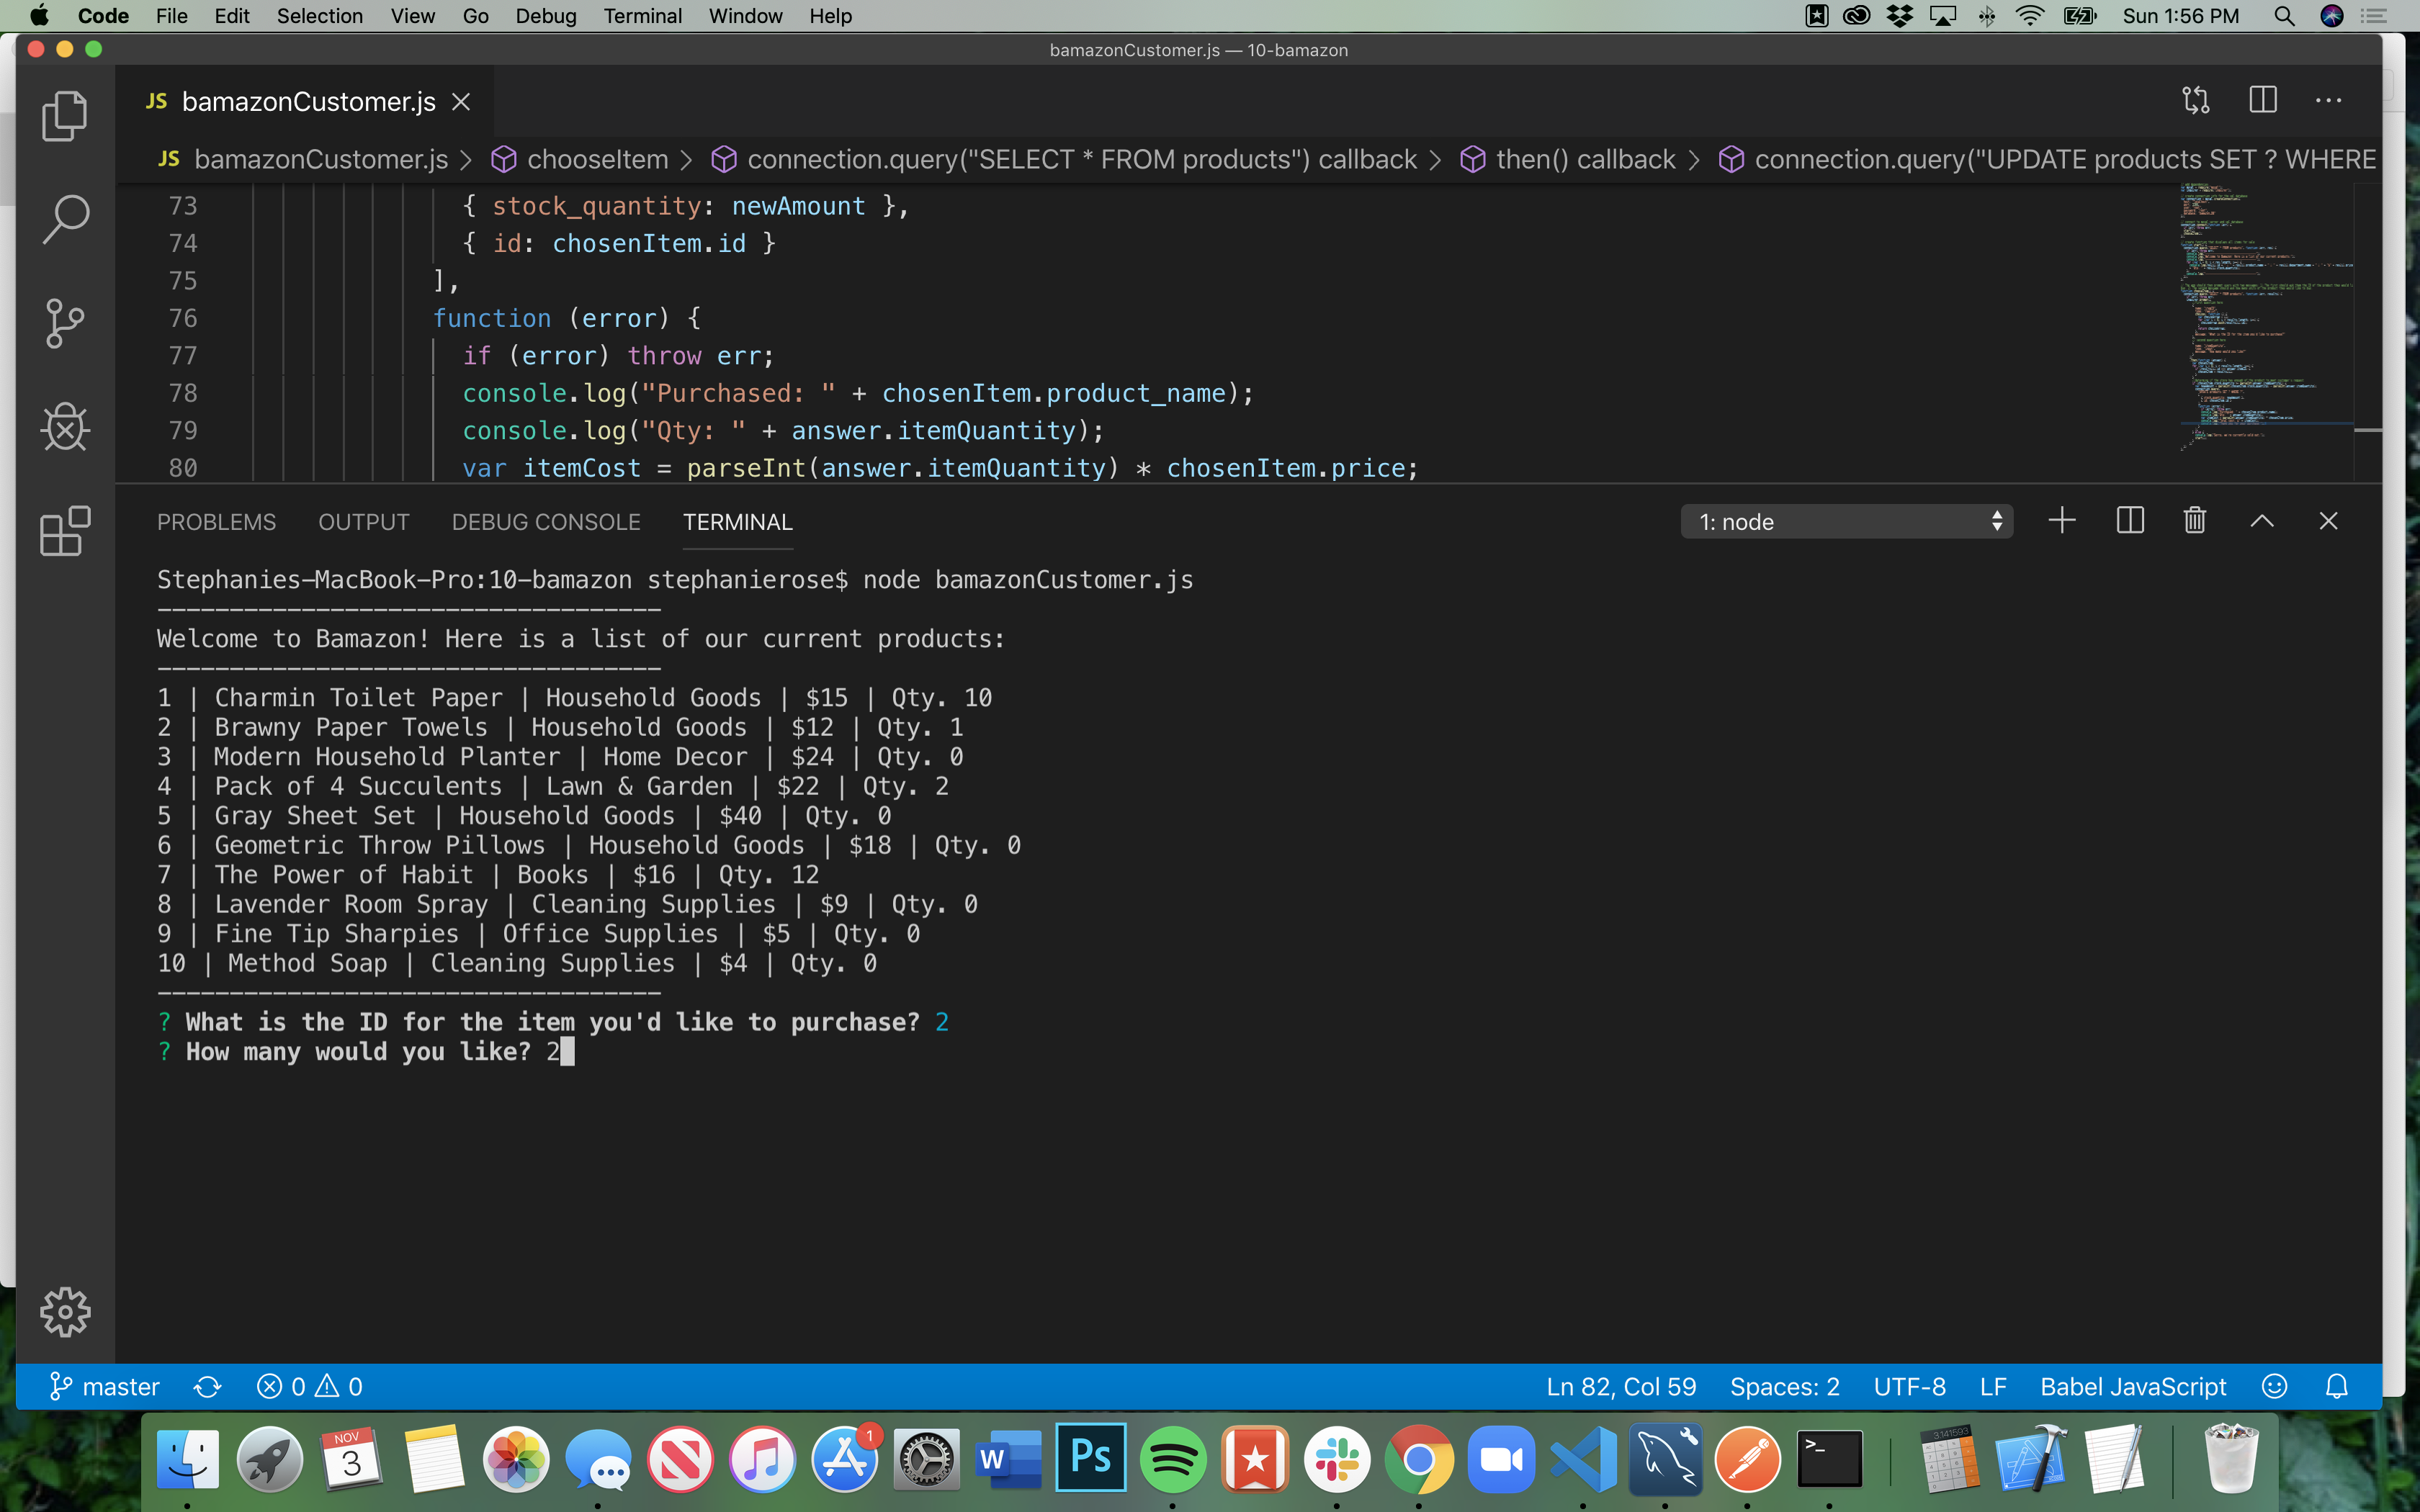 Code File Edit Selection View Go Debug Terminal Window Help Sun 1:56 PM
bamazonCustomer.js — 10-bamazon
JS bamazonCustomer.js
JS bamazonCustomer.js > chooseItem > connection.query("SELECT * FROM products") callback > then() callback > connection.query("UPDATE products SET ? WHERE
73 { stock_quantity: newAmount },
74 { id: chosenItem.id }
75 ],
76 function (error) {
77 if (error) throw err;
78 console.log("Purchased: " + chosenItem.product_name);
79 console.log("Qty: " + answer.itemQuantity);
80 var itemCost = parseInt(answer.itemQuantity) * chosenItem.price;
PROBLEMS OUTPUT DEBUG CONSOLE TERMINAL 1: node
Stephanies-MacBook-Pro:10-bamazon stephanierose$ node bamazonCustomer.js
-----------------------------------
Welcome to Bamazon! Here is a list of our current products:
-----------------------------------
1 | Charmin Toilet Paper | Household Goods | $15 | Qty. 10
2 | Brawny Paper Towels | Household Goods | $12 | Qty. 1
3 | Modern Household Planter | Home Decor | $24 | Qty. 0
4 | Pack of 4 Succulents | Lawn & Garden | $22 | Qty. 2
5 | Gray Sheet Set | Household Goods | $40 | Qty. 0
6 | Geometric Throw Pillows | Household Goods | $18 | Qty. 0
7 | The Power of Habit | Books | $16 | Qty. 12
8 | Lavender Room Spray | Cleaning Supplies | $9 | Qty. 0
9 | Fine Tip Sharpies | Office Supplies | $5 | Qty. 0
10 | Method Soap | Cleaning Supplies | $4 | Qty. 0
-----------------------------------
? What is the ID for the item you'd like to purchase? 2
? How many would you like? 2
master 0 0 Ln 82, Col 59 Spaces: 2 UTF-8 LF Babel JavaScript
NOV
3
1
W
Ps
>_
3.141593